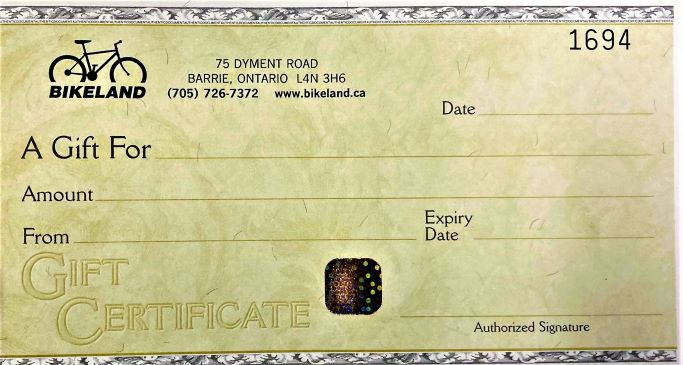 1694
BIKELAND
75 DYMENT ROAD
BARRIE, ONTARIO L4N 3H6
(705) 726-7372 www.bikeland.ca
Date
A Gift For
Amount
From
Expiry
Date
GIFT
CERTIFICATE
Authorized Signature